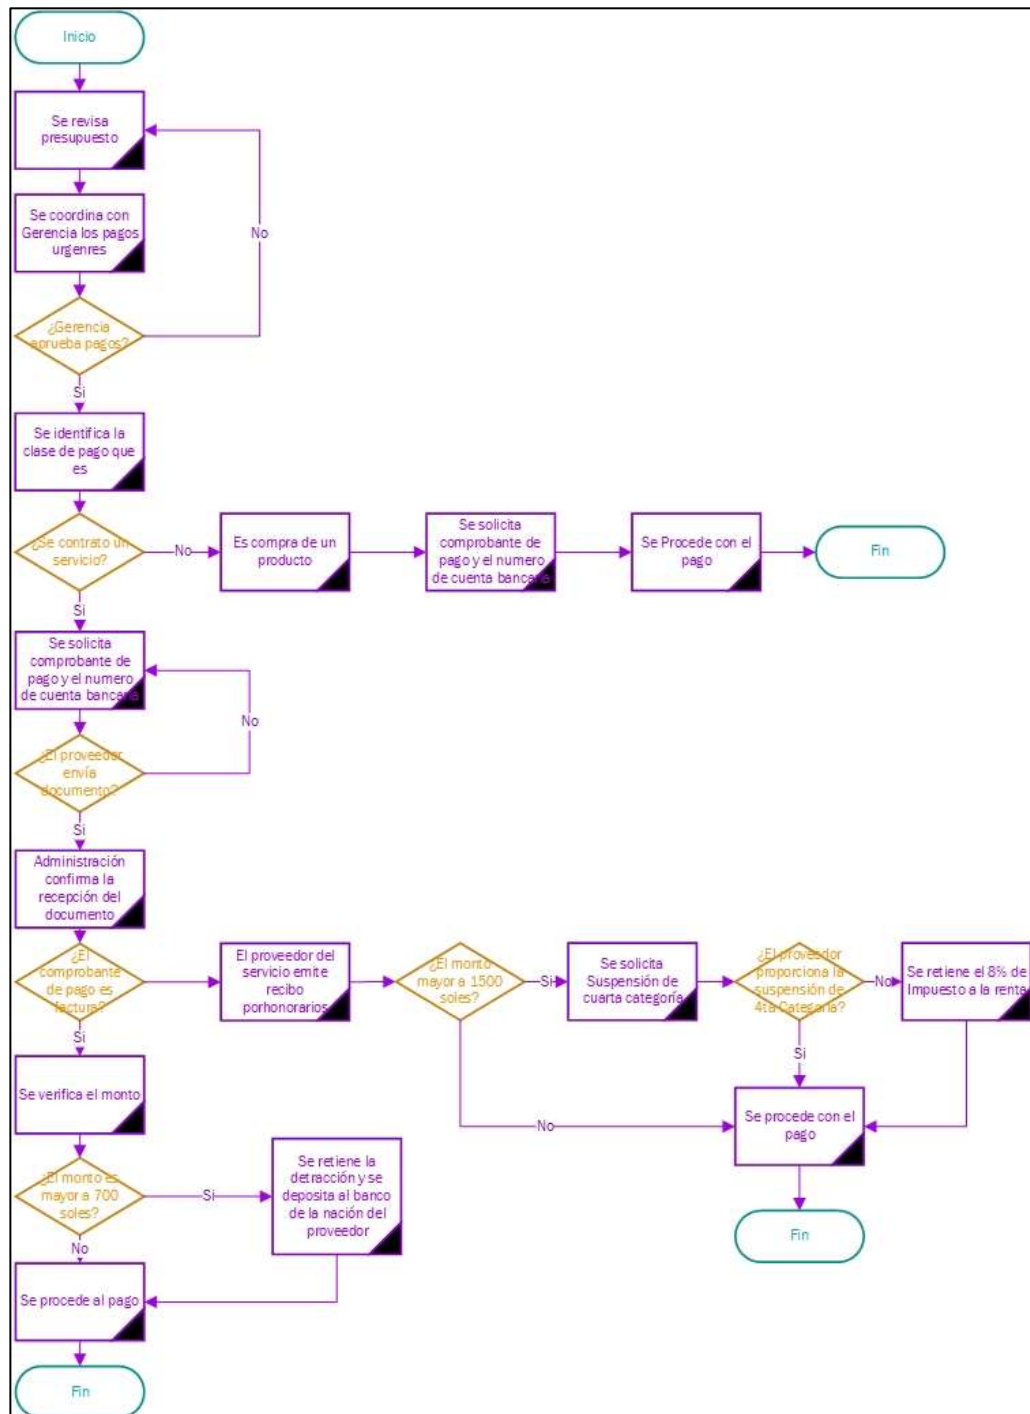 Inicio
Se revisa
presupuesto
Se coordina con
Gerencia los pagos
urgenres
No
¿Gerencia
aprueba pagos?
Si
Se identifica la
clase de pago que
es
¿Se contrato un
servicio?
No
Es compra de un
producto
Se solicita
comprobante de
pago y el numero
de cuenta bancaria
Se Procede con el
pago
Fin
Si
Se solicita
comprobante de
pago y el numero
de cuenta bancaria
No
¿El proveedor
envía
documento?
Si
Administración
confirma la
recepción del
documento
¿El
comprobante
de pago es
factura?
El proveedor del
servicio emite
recibo porhonorarios
¿El monto
mayor a 1500
soles?
Si
Se solicita
Suspensión de
cuarta categoría
¿El proveedor
proporciona la
suspensión de
4ta Categoría?
No
Se retiene el 8% de
Impuesto a la renta
Si
Si
Se verifica el monto
No
Se procede con el
pago
¿El monto es
mayor a 700
soles?
Si
Se retiene la
detracción y se
deposita al banco
de la nación del
proveedor
Fin
No
Se procede al pago
Fin